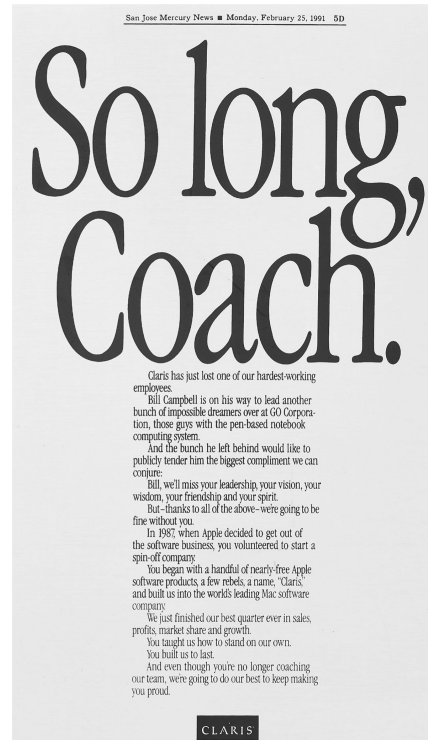 San Jose Mercury News ■ Monday, February 25, 1991 5D
So long,
Coach.
Claris has just lost one of our hardest-working
employees.
Bill Campbell is on his way to lead another
bunch of impossible dreamers over at GO Corpora-
tion, those guys with the pen-based notebook
computing system.
And the bunch he left behind would like to
publicly tender him the biggest compliment we can
conjure:
Bill, we'll miss your leadership, your vision, your
wisdom, your friendship and your spirit.
But–thanks to all of the above–we're going to be
fine without you.
In 1987, when Apple decided to get out of
the software business, you volunteered to start a
spin-off company.
You began with a handful of nearly-free Apple
software products, a few rebels, a name, "Claris,"
and built us into the world's leading Mac software
company.
We just finished our best quarter ever in sales,
profits, market share and growth.
You taught us how to stand on our own.
You built us to last.
And even though you're no longer coaching
our team, we're going to do our best to keep making
you proud.
CLARIS